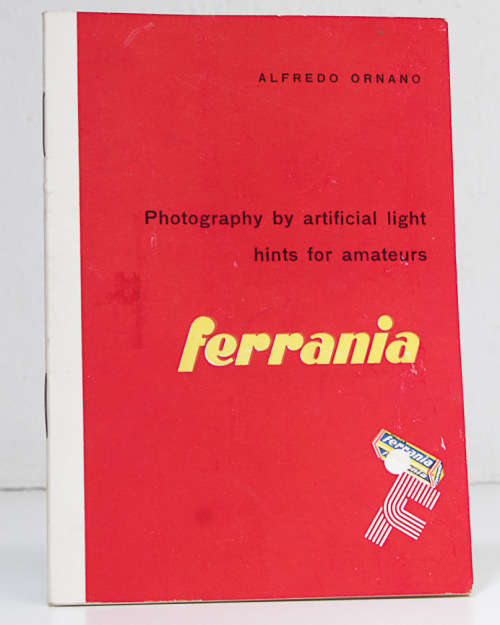 ALFREDO ORNANO
Photography by artificial light
hints for amateurs
ferrania
ferrania